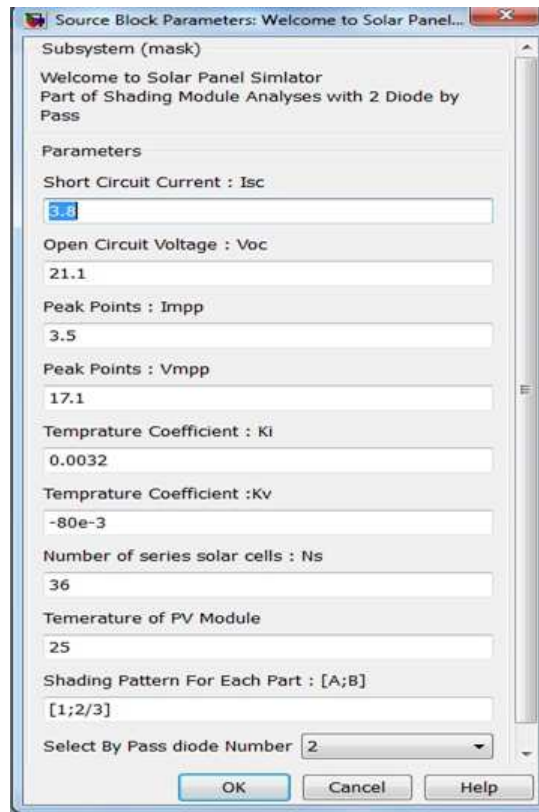 Source Block Parameters: Welcome to Solar Panel...
Subsystem (mask)
Welcome to Solar Panel Simlator
Part of Shading Module Analyses with 2 Diode by
Pass
Parameters
Short Circuit Current : Isc
3.8
Open Circuit Voltage : Voc
21.1
Peak Points : Impp
3.5
Peak Points : Vmpp
17.1
Temprature Coefficient : Ki
0.0032
Temprature Coefficient :Kv
-80e-3
Number of series solar cells : Ns
36
Temerature of PV Module
25
Shading Pattern For Each Part : [A;B]
[1;2/3]
Select By Pass diode Number 2
OK Cancel Help